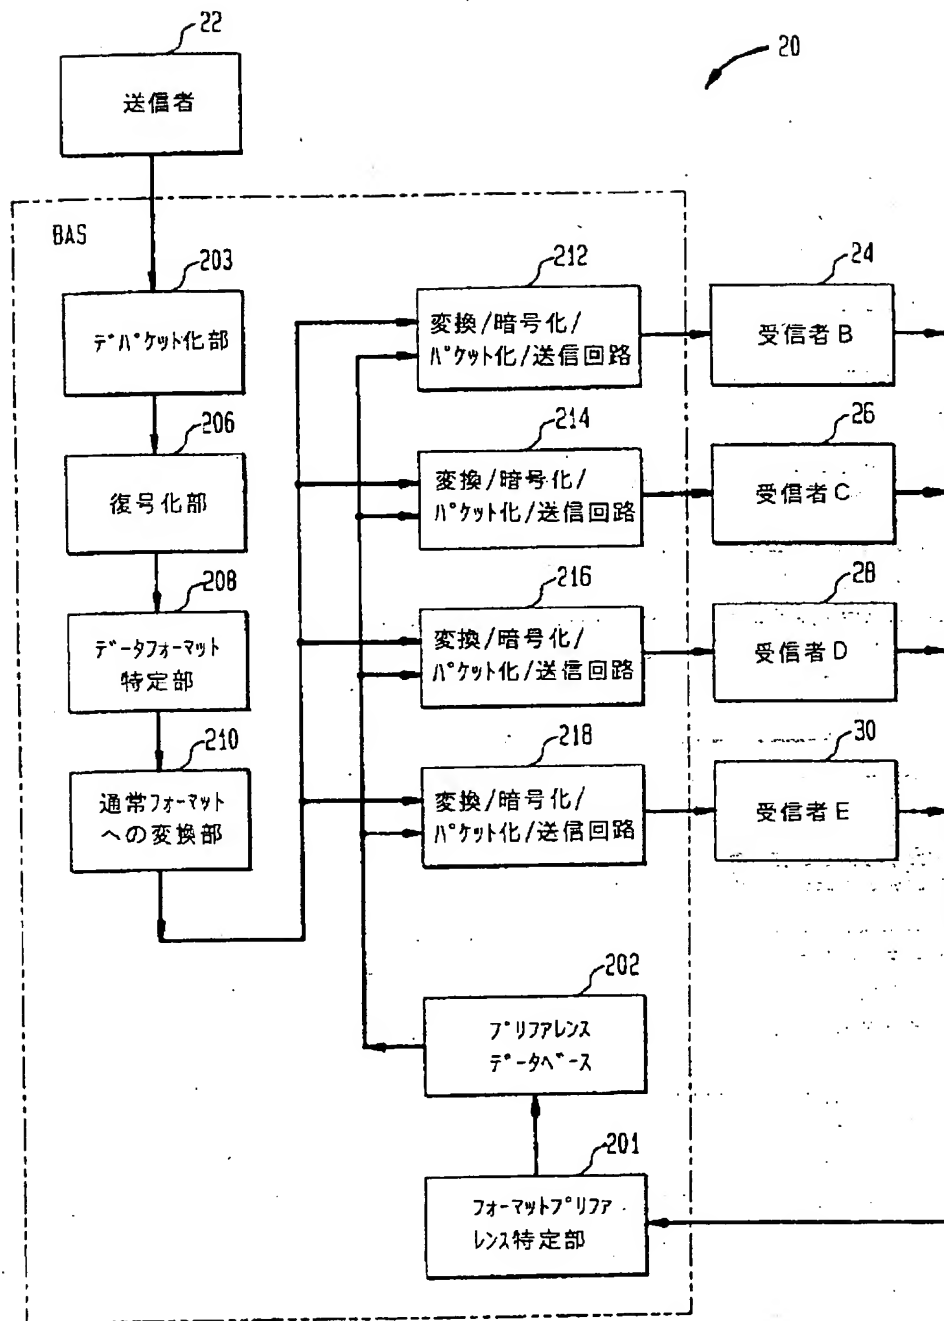 22
20
送信者
BAS
203
デパケット化部
206
復号化部
208
データフォーマット
特定部
210
通常フォーマット
への変換部
212
変換/暗号化/
パケット化/送信回路
214
変換/暗号化/
パケット化/送信回路
216
変換/暗号化/
パケット化/送信回路
218
変換/暗号化/
パケット化/送信回路
24
受信者B
26
受信者C
28
受信者D
30
受信者E
202
プリファレンス
データベース
201
フォーマットプリファ
レンス特定部